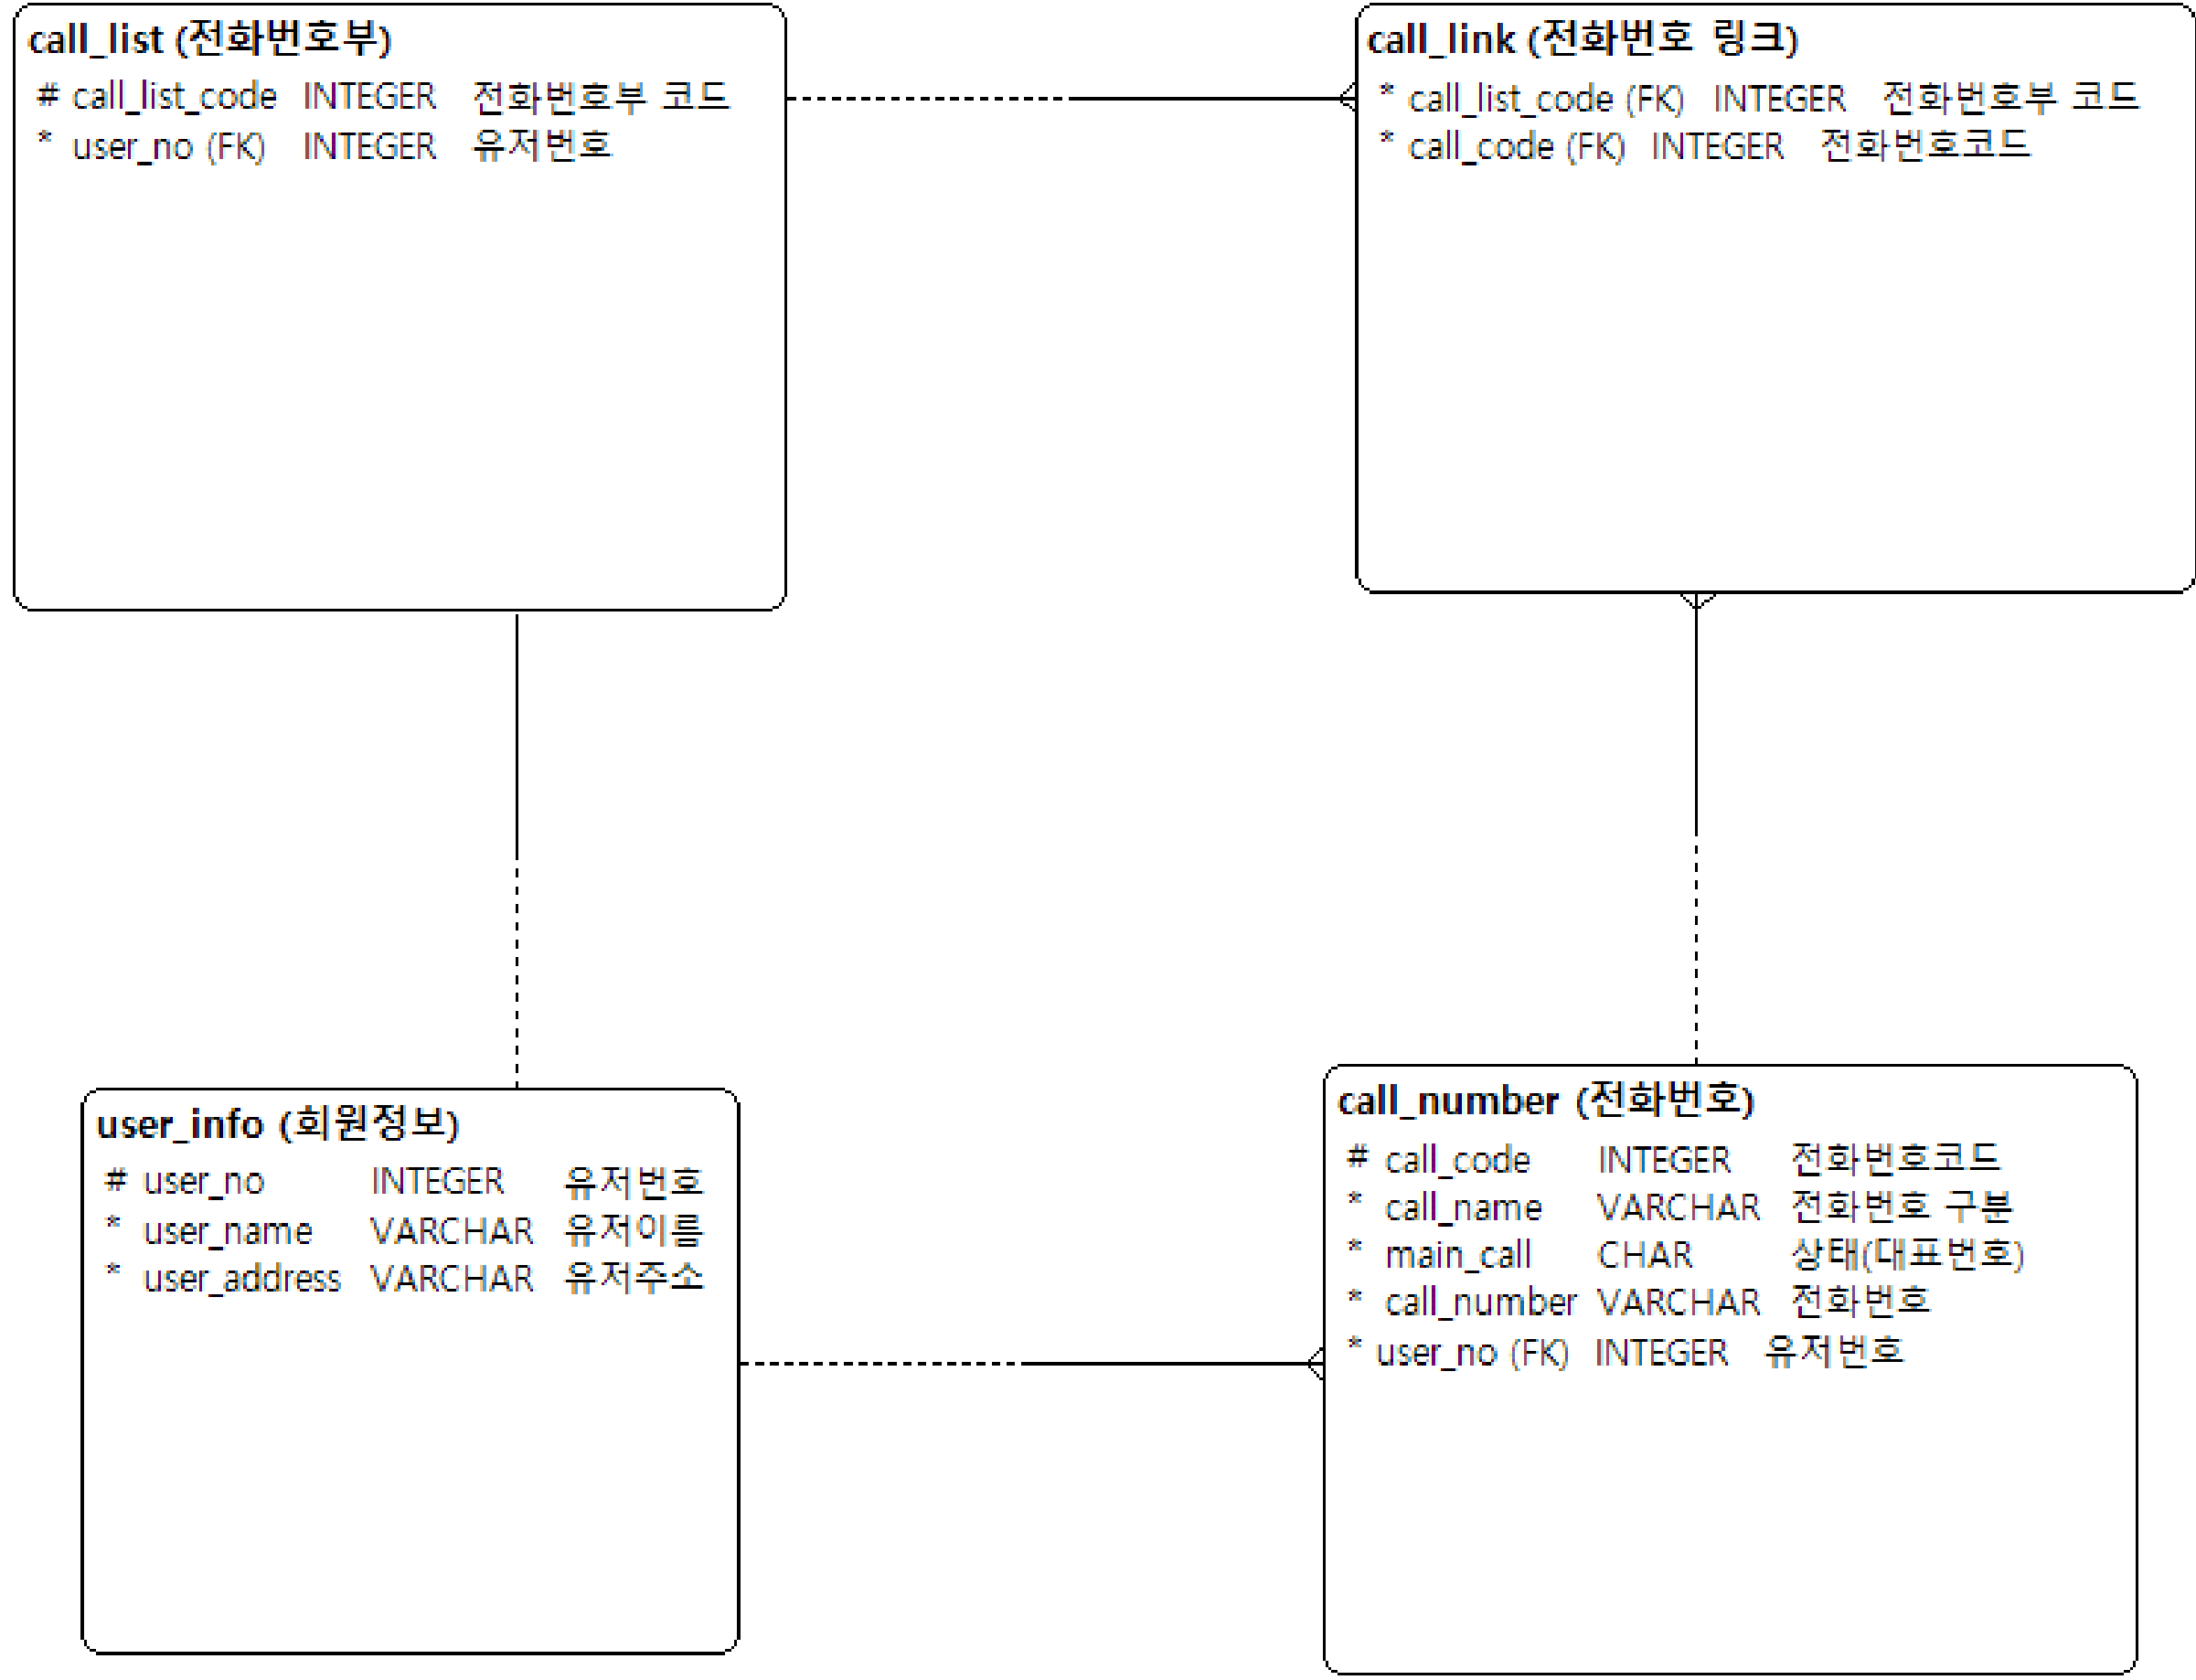 call_list (전화번호부)
# call_list_code INTEGER 전화번호부 코드
* user_no (FK) INTEGER 유저번호
call_link (전화번호 링크)
* call_list_code (FK) INTEGER 전화번호부 코드
* call_code (FK) INTEGER 전화번호코드
user_info (회원정보)
# user_no INTEGER 유저번호
* user_name VARCHAR 유저이름
* user_address VARCHAR 유저주소
call_number (전화번호)
# call_code INTEGER 전화번호코드
* call_name VARCHAR 전화번호 구분
* main_call CHAR 상태(대표번호)
* call_number VARCHAR 전화번호
* user_no (FK) INTEGER 유저번호